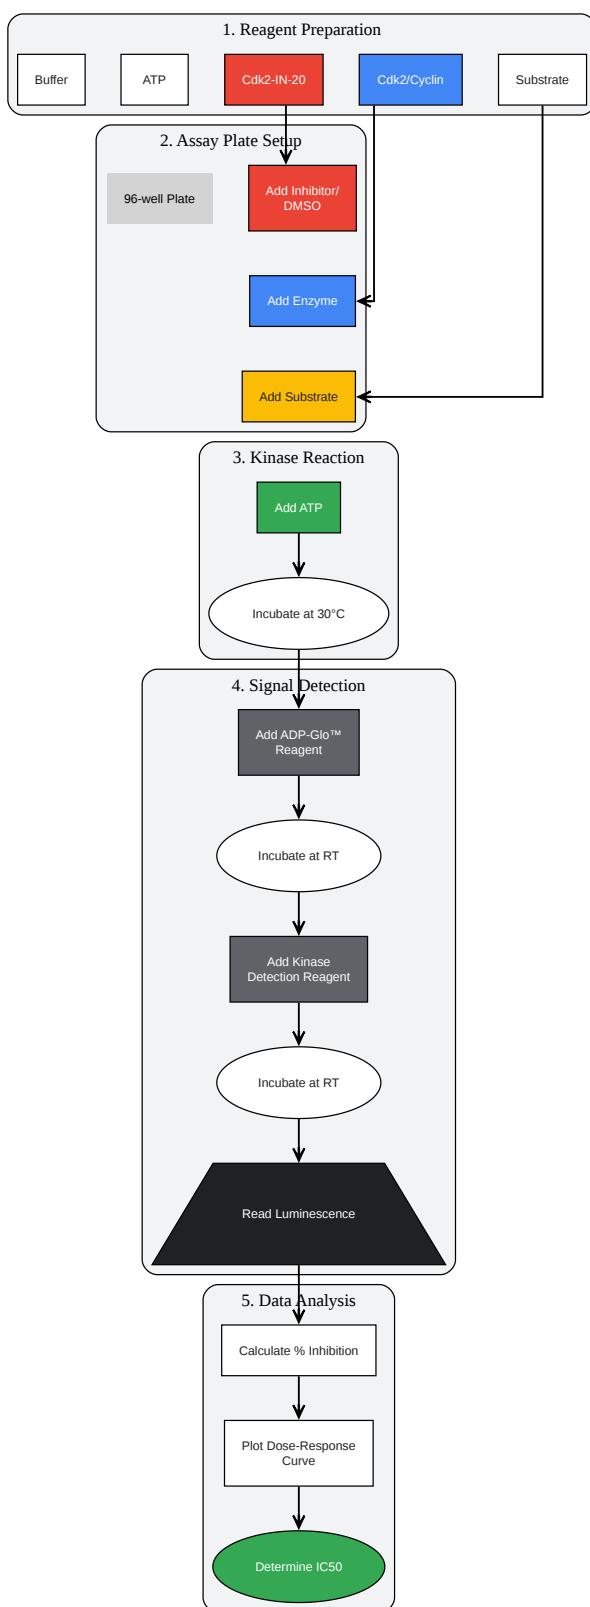 1. Reagent Preparation
Buffer
ATP
Cdk2-IN-20
Cdk2/Cyclin
Substrate
2. Assay Plate Setup
96-well Plate
Add Inhibitor/
DMSO
Add Enzyme
Add Substrate
3. Kinase Reaction
Add ATP
Incubate at 30°C
4. Signal Detection
Add ADP-Glo™
Reagent
Incubate at RT
Add Kinase
Detection Reagent
Incubate at RT
Read Luminescence
5. Data Analysis
Calculate % Inhibition
Plot Dose-Response
Curve
Determine IC50